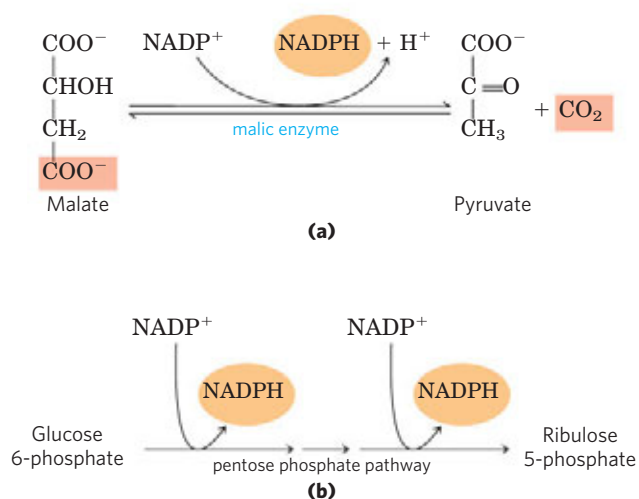 COO⁻ NADP⁺ NADPH + H⁺ COO⁻
CHOH C=O
CH₂ malic enzyme CH₃ + CO₂
COO⁻
Malate Pyruvate
(a)
NADP⁺ NADP⁺
NADPH NADPH
Glucose 6-phosphate
pentose phosphate pathway
Ribulose 5-phosphate
(b)